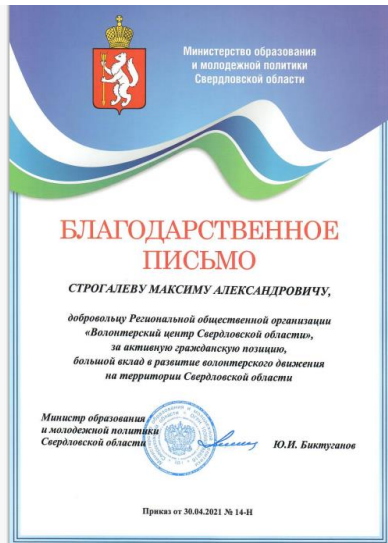 Министерство образования
и молодежной политики
Свердловской области
БЛАГОДАРСТВЕННОЕ
ПИСЬМО
СТРОГАЛЕВУ МАКСИМУ АЛЕКСАНДРОВИЧУ,
добровольцу Региональной общественной организации
«Волонтерский центр Свердловской области»,
за активную гражданскую позицию,
большой вклад в развитие волонтерского движения
на территории Свердловской области
Министр образования
и молодежной политики
Свердловской области
Ю.И. Биктуганов
Приказ от 30.04.2021 № 14-Н